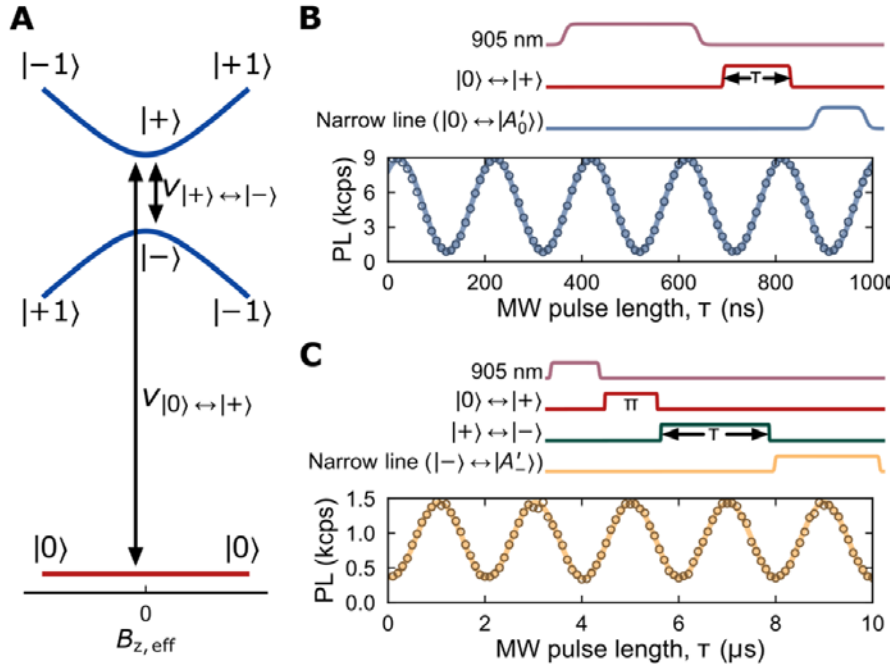 A
|−1⟩ |+1⟩
|+⟩
ν|+⟩↔|−⟩
|−⟩
|+1⟩ |−1⟩
ν|0⟩↔|+⟩
|0⟩ |0⟩
0
Bz, eff
B
905 nm
|0⟩↔|+⟩
τ
Narrow line (|0⟩↔|A′0⟩)
PL (kcps)
9
6
3
0
0 200 400 600 800 1000
MW pulse length, τ (ns)
C
905 nm
|0⟩↔|+⟩
π
|+⟩↔|−⟩
τ
Narrow line (|−⟩↔|A′−⟩)
PL (kcps)
1.5
1.0
0.5
0.0
0 2 4 6 8 10
MW pulse length, τ (μs)